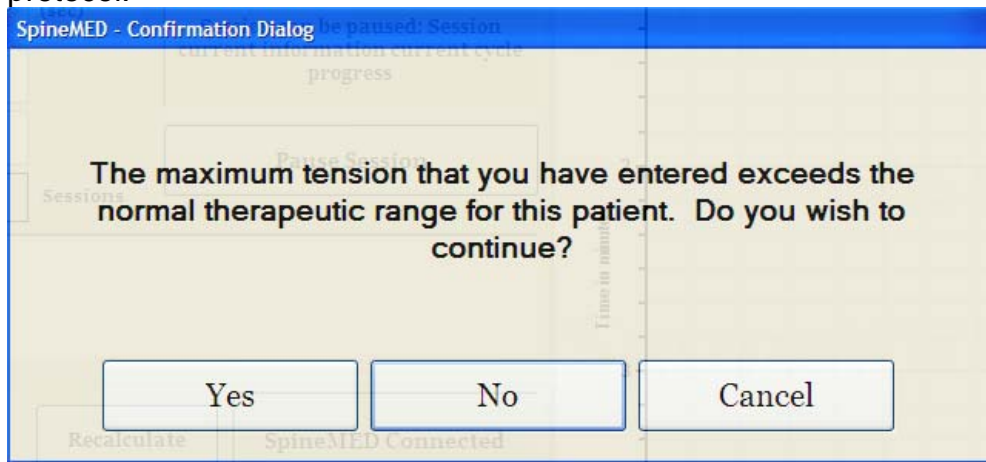 protocol.
(sec)
SpineMED - Confirmation Dialog
be paused: Session
current information current cycle
progress
Pause Session
The maximum tension that you have entered exceeds the
Sessions
normal therapeutic range for this patient. Do you wish to
continue?
Time in minute
Yes
No
Cancel
Recalculate
SpineMED Connected